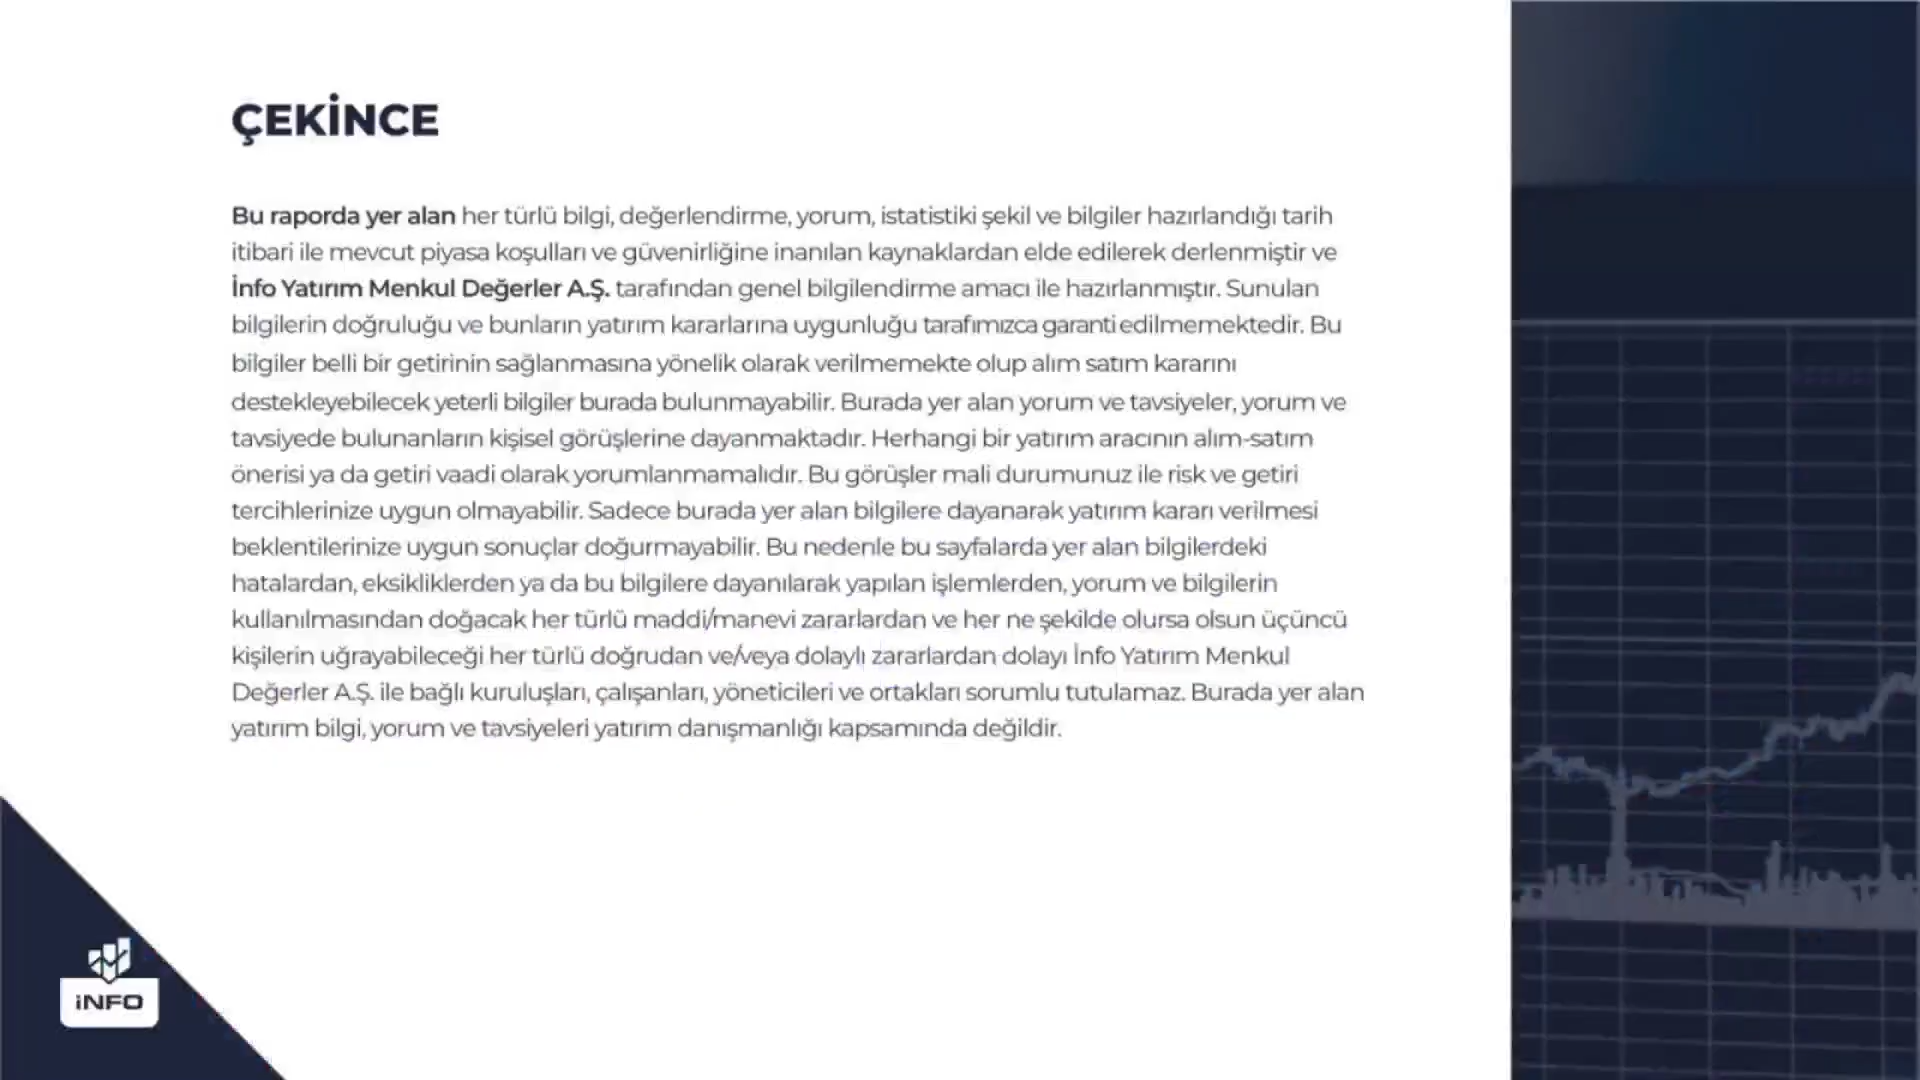 ÇEKİNCE
Bu raporda yer alan her türlü bilgi, değerlendirme, yorum, istatistiki şekil ve bilgiler hazırlandığı tarih
itibari ile mevcut piyasa koşulları ve güvenirliğine inanılan kaynaklardan elde edilerek derlenmiştir ve
İnfo Yatırım Menkul Değerler A.Ş. tarafından genel bilgilendirme amacı ile hazırlanmıştır. Sunulan
bilgilerin doğruluğu ve bunların yatırım kararlarına uygunluğu tarafımızca garanti edilmemektedir. Bu
bilgiler belli bir getirinin sağlanmasına yönelik olarak verilmemekte olup alım satım kararını
destekleyebilecek yeterli bilgiler burada bulunmayabilir. Burada yer alan yorum ve tavsiyeler, yorum ve
tavsiyede bulunanların kişisel görüşlerine dayanmaktadır. Herhangi bir yatırım aracının alım-satım
önerisi ya da getiri vaadi olarak yorumlanmamalıdır. Bu görüşler mali durumunuz ile risk ve getiri
tercihlerinize uygun olmayabilir. Sadece burada yer alan bilgilere dayanarak yatırım kararı verilmesi
beklentilerinize uygun sonuçlar doğurmayabilir. Bu nedenle bu sayfalarda yer alan bilgilerdeki
hatalardan, eksikliklerden ya da bu bilgilere dayanılarak yapılan işlemlerden, yorum ve bilgilerin
kullanılmasından doğacak her türlü maddi/manevi zararlardan ve her ne şekilde olursa olsun üçüncü
kişilerin uğrayabileceği her türlü doğrudan ve/veya dolaylı zararlardan dolayı İnfo Yatırım Menkul
Değerler A.Ş. ile bağlı kuruluşları, çalışanları, yöneticileri ve ortakları sorumlu tutulamaz. Burada yer alan
yatırım bilgi, yorum ve tavsiyeleri yatırım danışmanlığı kapsamında değildir.
iNFO